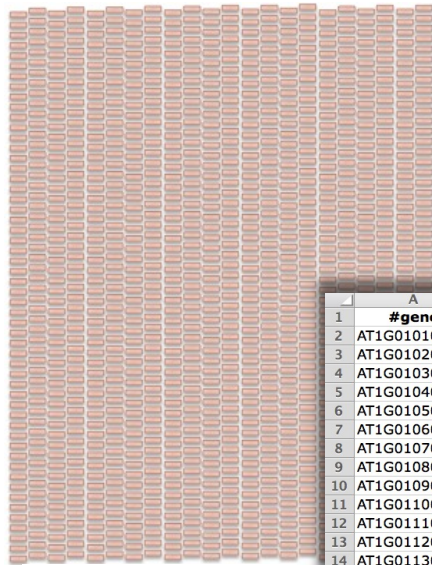 A
1 #gen
2 AT1G0101
3 AT1G0102
4 AT1G0103
5 AT1G0104
6 AT1G0105
7 AT1G0106
8 AT1G0107
9 AT1G0108
10 AT1G0109
11 AT1G0110
12 AT1G0111
13 AT1G0112
14 AT1G0113